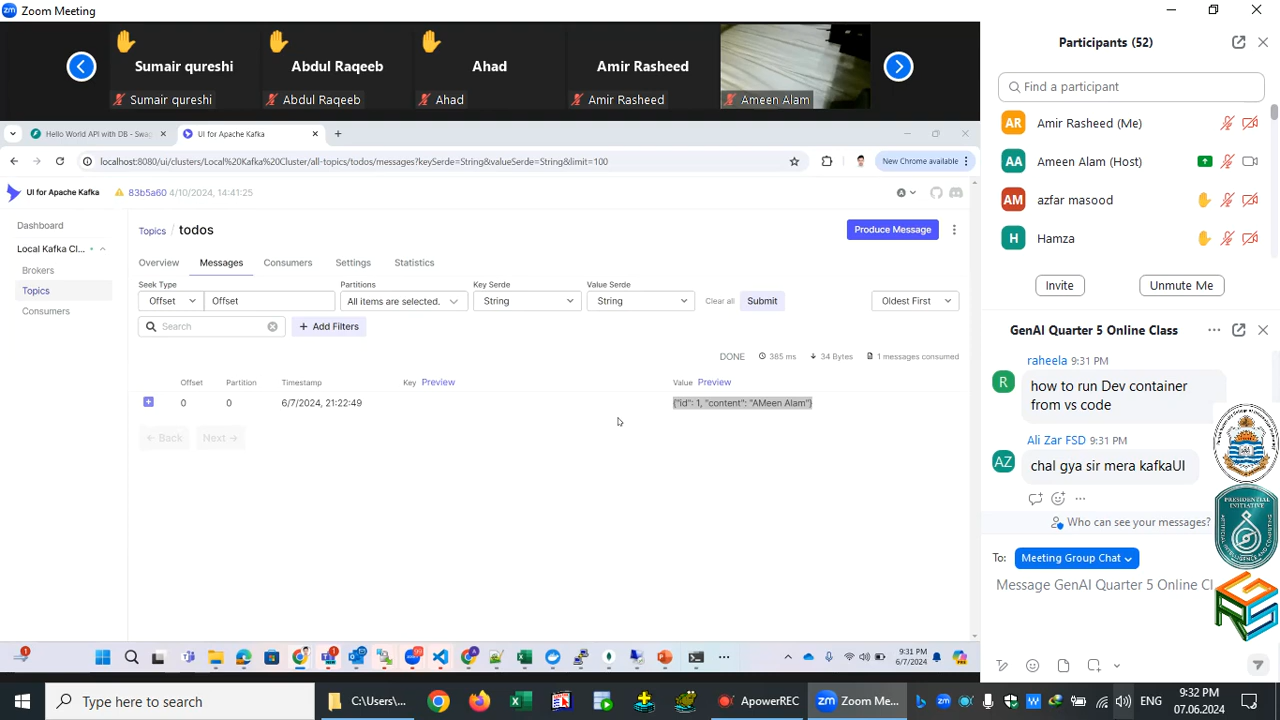 Zoom Meeting
Sumair qureshi
Abdul Raqeeb
Ahad
Amir Rasheed
Sumair qureshi
Abdul Raqeeb
Ahad
Amir Rasheed
Ameen Alam
Hello World API with DB - Swa
UI for Apache Kafka
localhost:8080/ui/clusters/Local%20Kafka%20Cluster/all-topics/todos/messages?keySerde=String&valueSerde=String&limit=100
New Chrome available
UI for Apache Kafka
83b5a60
4/10/2024, 14:41:25
Dashboard
Local Kafka Cl...
Brokers
Topics
Consumers
Topics / todos
Produce Message
Overview
Messages
Consumers
Settings
Statistics
Seek Type
Partitions
Key Serde
Value Serde
Offset
Offset
All items are selected.
String
String
Clear all
Submit
Oldest First
Search
+ Add Filters
DONE
385 ms
34 Bytes
1 messages consumed
Offset
Partition
Timestamp
Key Preview
Value Preview
0
0
6/7/2024, 21:22:49
{"id": 1, "content": "AMeen Alam"}
← Back
Next →
9:31 PM
6/7/2024
Participants (52)
Find a participant
AR
Amir Rasheed (Me)
AA
Ameen Alam (Host)
AM
azfar masood
H
Hamza
Invite
Unmute Me
GenAI Quarter 5 Online Class
raheela 9:31 PM
R
how to run Dev container
from vs code
Ali Zar FSD 9:31 PM
AZ
chal gya sir mera kafkaUI
Who can see your messages?
To:
Meeting Group Chat
Message GenAI Quarter 5 Online Cl
Type here to search
C:\Users\...
ApowerREC
Zoom Me...
ENG
9:32 PM
07.06.2024